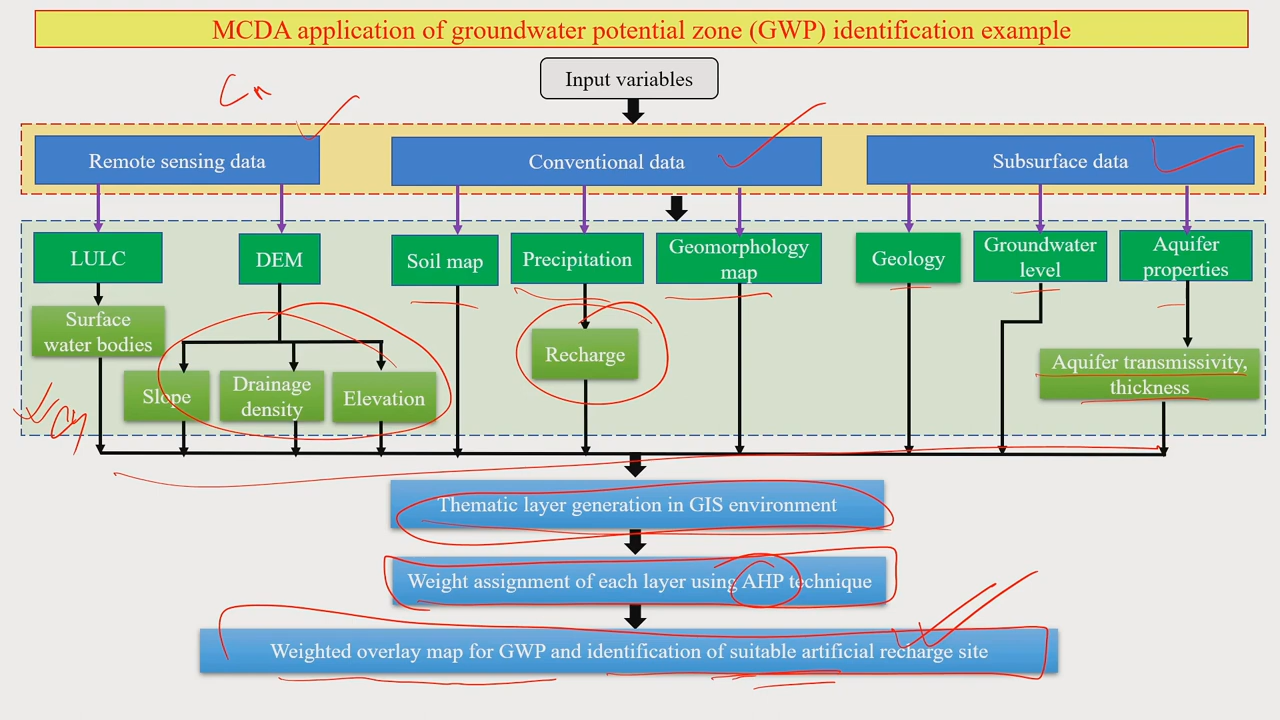 MCDA application of groundwater potential zone (GWP) identification example
Input variables
Remote sensing data
Conventional data
Subsurface data
LULC
DEM
Soil map
Precipitation
Geomorphology
map
Geology
Groundwater
level
Aquifer
properties
Surface
water bodies
Slope
Drainage
density
Elevation
Recharge
Aquifer transmissivity,
thickness
Thematic layer generation in GIS environment
Weight assignment of each layer using AHP technique
Weighted overlay map for GWP and identification of suitable artificial recharge site